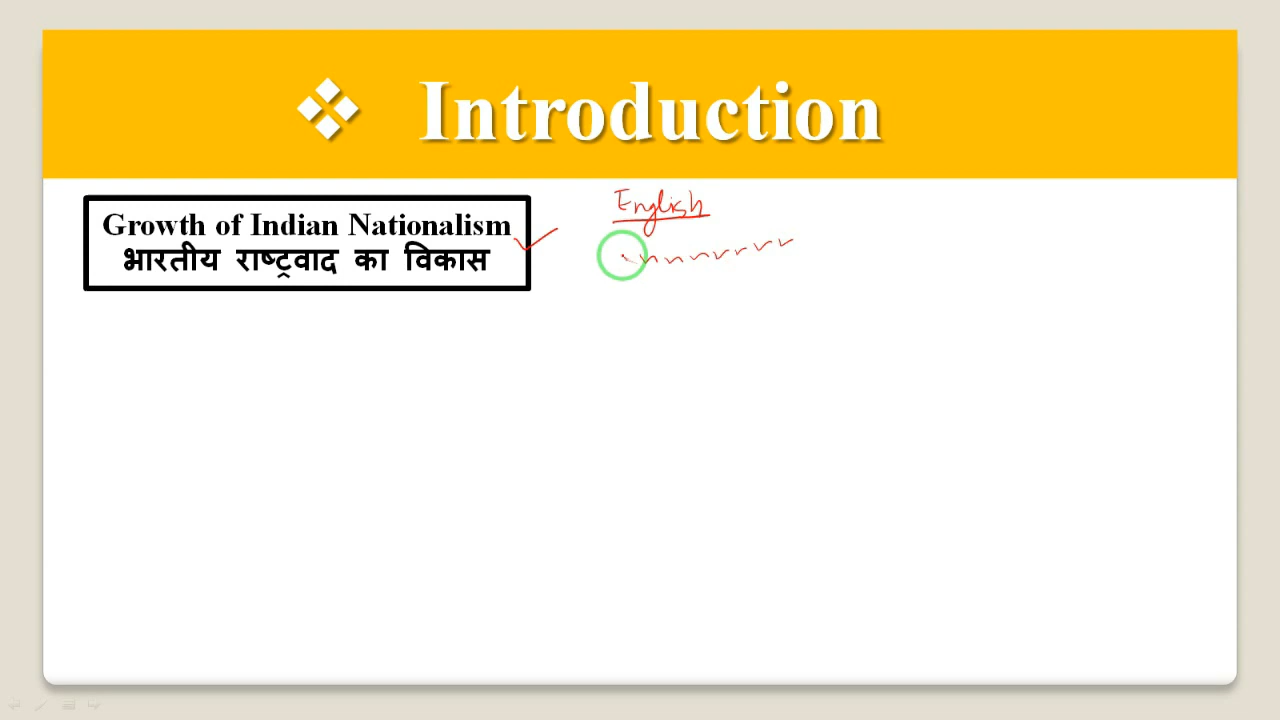 Introduction
Growth of Indian Nationalism
भारतीय राष्ट्रवाद का विकास
English